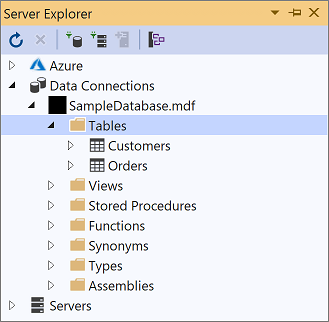 Server Explorer
Azure
Data Connections
SampleDatabase.mdf
Tables
Customers
Orders
Views
Stored Procedures
Functions
Synonyms
Types
Assemblies
Servers